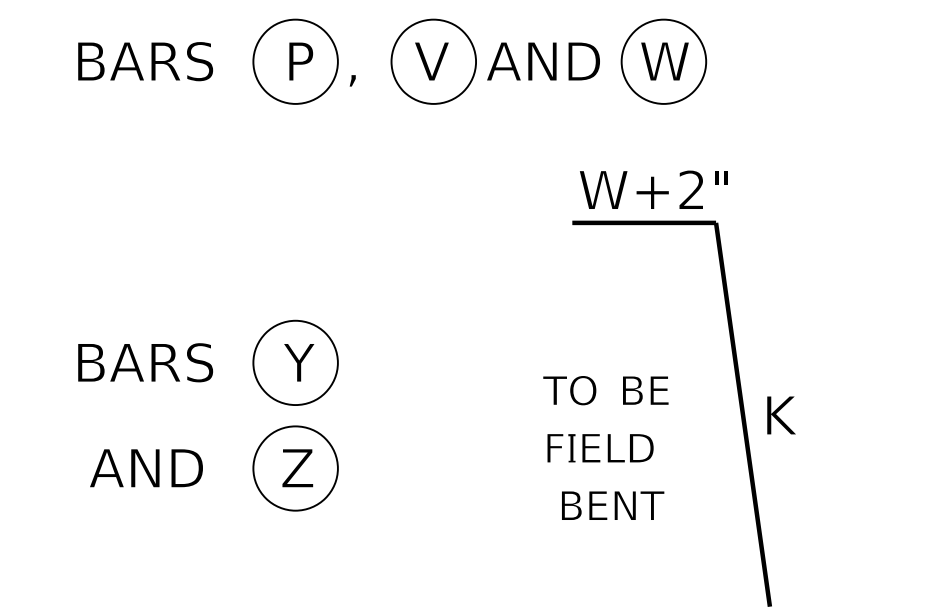 BARS P, V AND W
W+2"
BARS Y
AND Z
TO BE
FIELD
BENT
K